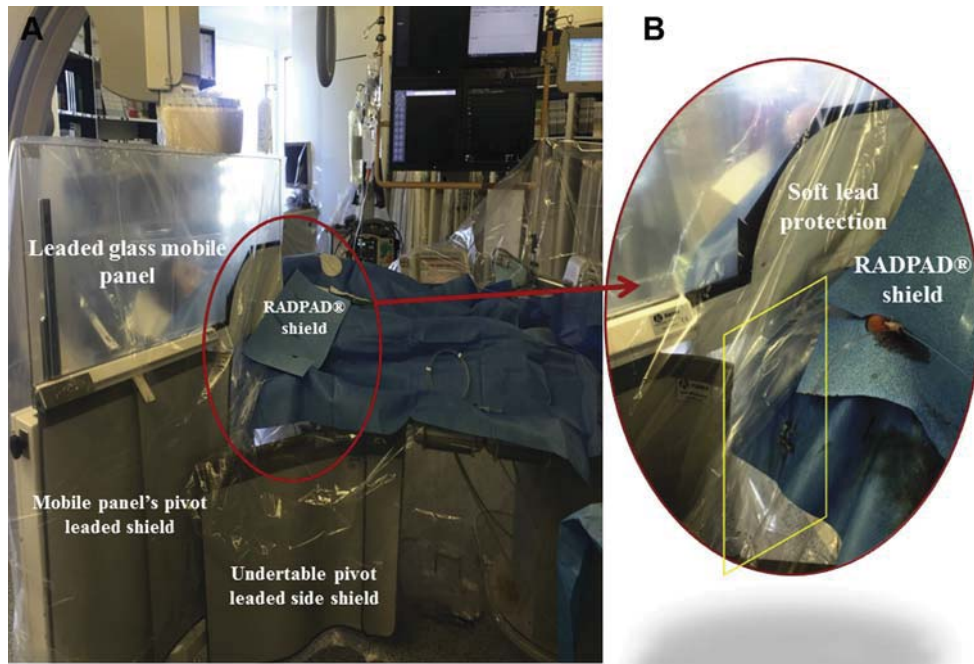 A
B
Leaded glass mobile
panel
RADPAD®
shield
Mobile panel's pivot
leaded shield
Undertable pivot
leaded side shield
Soft lead
protection
RADPAD®
shield